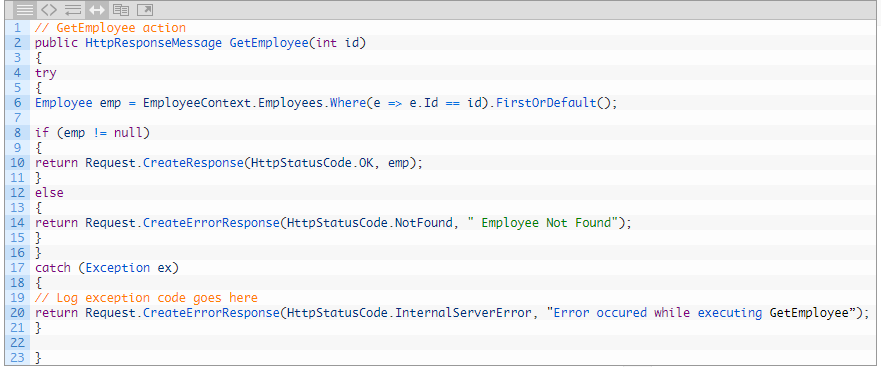 1 // GetEmployee action
2 public HttpResponseMessage GetEmployee(int id)
3 {
4 try
5 {
6 Employee emp = EmployeeContext.Employees.Where(e => e.Id == id).FirstOrDefault();
7
8 if (emp != null)
9 {
10 return Request.CreateResponse(HttpStatusCode.OK, emp);
11 }
12 else
13 {
14 return Request.CreateErrorResponse(HttpStatusCode.NotFound, " Employee Not Found");
15 }
16 }
17 catch (Exception ex)
18 {
19 // Log exception code goes here
20 return Request.CreateErrorResponse(HttpStatusCode.InternalServerError, "Error occured while executing GetEmployee”);
21 }
22
23 }